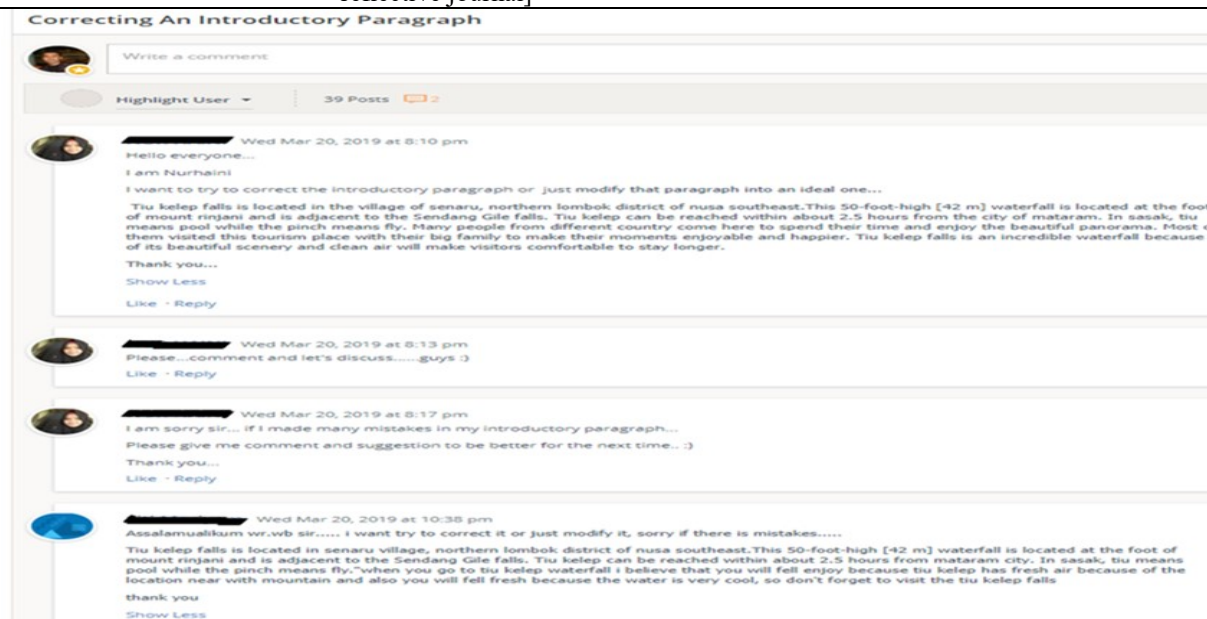 Correcting An Introductory Paragraph
Write a comment
Highlight User
39 Posts 2
Wed Mar 20, 2019 at 8:10 pm
Hello everyone...
I am Nurhaini
I want to try to correct the introductory paragraph or just modify that paragraph into an ideal one...
Tiu kelep falls is located in the village of senaru, northern lombok district of nusa southeast.This 50-foot-high [42 m] waterfall is located at the foot
of mount rinjani and is adjacent to the Sendang Gile falls. Tiu kelep can be reached within about 2.5 hours from the city of mataram. In sasak, tiu
means pool while the pinch means fly. Many people from different country come here to spend their time and enjoy the beautiful panorama. Most
them visited this tourism place with their big family to make their moments enjoyable and happier. Tiu kelep falls is an incredible waterfall because
of its beautiful scenery and clean air will make visitors comfortable to stay longer.
Thank you...
Show Less
Like - Reply
Wed Mar 20, 2019 at 8:13 pm
Please...comment and let's discuss......guys :)
Like - Reply
Wed Mar 20, 2019 at 8:17 pm
I am sorry sir... if I made many mistakes in my introductory paragraph...
Please give me comment and suggestion to be better for the next time.. :)
Thank you...
Like - Reply
Wed Mar 20, 2019 at 10:38 pm
Assalamualikum wr.wb sir..... i want try to correct it or just modify it, sorry if there is mistakes.....
Tiu kelep falls is located in senaru village, northern lombok district of nusa southeast.This 50-foot-high [42 m] waterfall is located at the foot of
mount rinjani and is adjacent to the Sendang Gile falls. Tiu kelep can be reached within about 2.5 hours from mataram city. In sasak, tiu means
pool while the pinch means fly."when you go to tiu kelep waterfall i believe that you will fell enjoy because tiu kelep has fresh air because of the
location near with mountain and also you will fell fresh because the water is very cool, so don't forget to visit the tiu kelep falls
thank you
Show Less